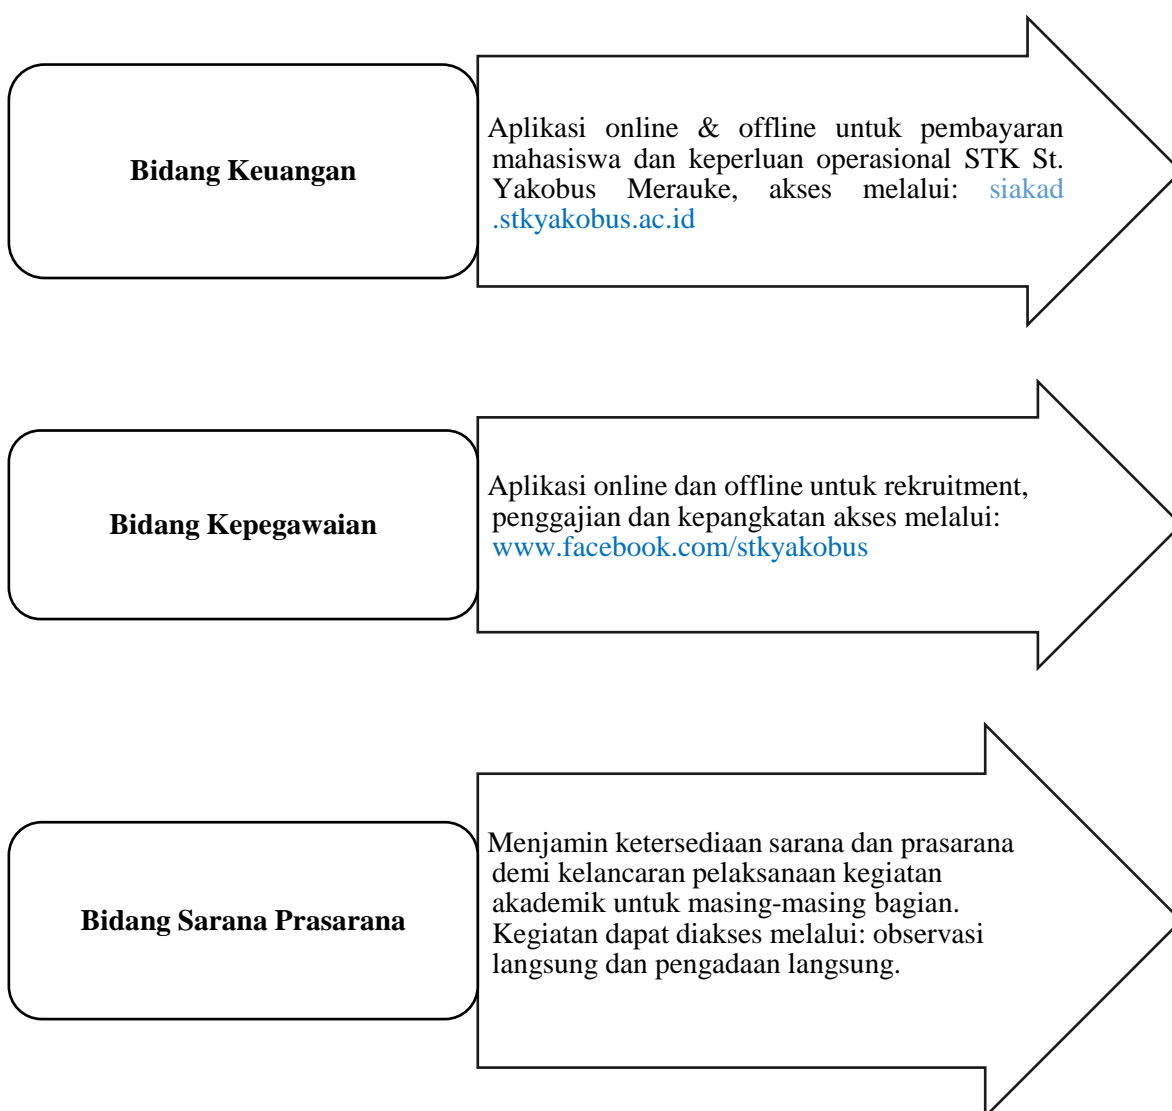 Bidang Keuangan
Aplikasi online & offline untuk pembayaran
mahasiswa dan keperluan operasional STK St.
Yakobus Merauke, akses melalui: siakad
.stkyakobus.ac.id
Bidang Kepegawaian
Aplikasi online dan offline untuk rekruitment,
penggajian dan kepangkatan akses melalui:
www.facebook.com/stkyakobus
Bidang Sarana Prasarana
Menjamin ketersediaan sarana dan prasarana
demi kelancaran pelaksanaan kegiatan
akademik untuk masing-masing bagian.
Kegiatan dapat diakses melalui: observasi
langsung dan pengadaan langsung.